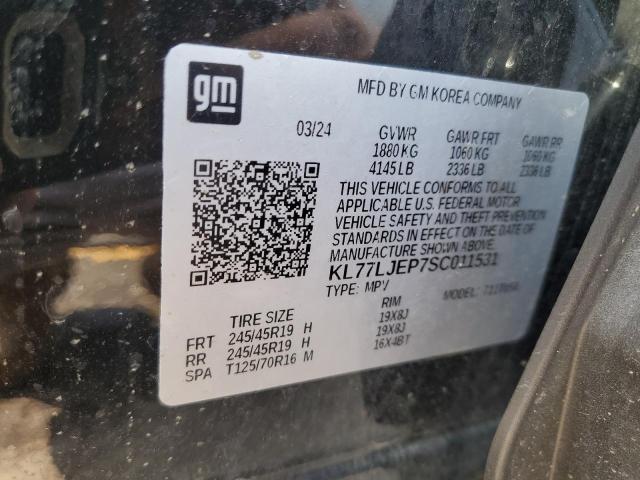 gm
MFD BY GM KOREA COMPANY
03/24 GVWR GAWR FRT GAWR RR
1880 KG 1060 KG 1060 KG
4145 LB 2336 LB 2336 LB
THIS VEHICLE CONFORMS TO ALL
APPLICABLE U.S. FEDERAL MOTOR
VEHICLE SAFETY AND THEFT PREVENTION
STANDARDS IN EFFECT ON THE DATE OF
MANUFACTURE SHOWN ABOVE.
KL77LJEP7SC011531
TYPE: MPV MODEL:
TIRE SIZE RIM
FRT 245/45R19 H 19X8J
RR 245/45R19 H 19X8J
SPA T125/70R16 M 16X4BT